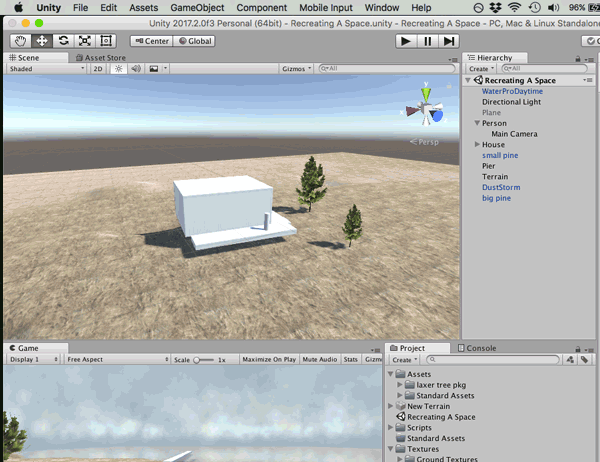 Unity File Edit Assets GameObject Component Mobile Input Window 96%
Unity 2017.2.0f3 Personal (64bit) - Recreating A Space.unity - Recreating A Space - PC, Mac & Linux Standalone
Center Global
Scene Asset Store
Shaded 2D Gizmos All
y
x
Persp
Hierarchy
Create All
Recreating A Space
WaterProDaytime
Directional Light
Plane
Person
Main Camera
House
small pine
Pier
Terrain
DustStorm
big pine
Game
Display 1 Free Aspect Scale 1x Maximize On Play Mute Audio Stats Gizmo
Project Console
Create
Assets
laxer tree pkg
Standard Assets
New Terrain
Recreating A Space
Scripts
Standard Assets
Textures
Ground Textures